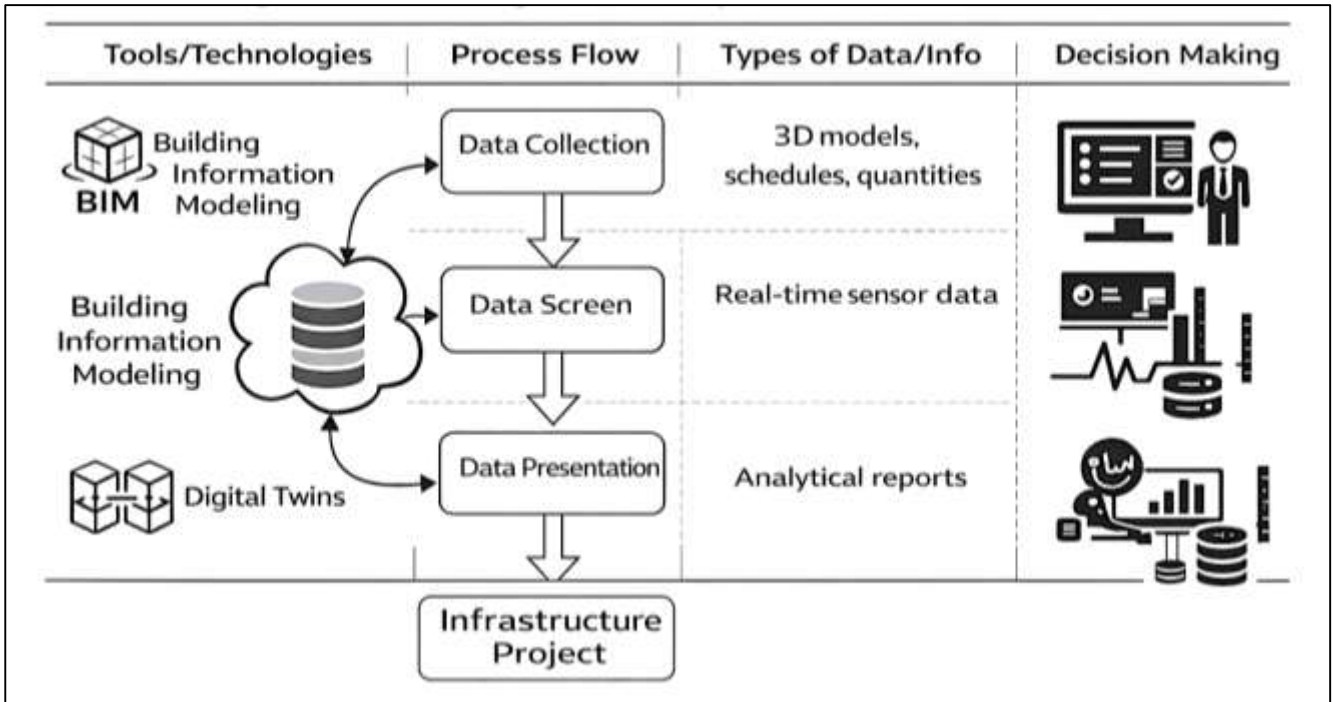 Tools/Technologies
Process Flow
Types of Data/Info
Decision Making
Building
Information
Modeling
BIM
Data Collection
3D models,
schedules, quantities
Building
Information
Modeling
Data Screen
Real-time sensor data
Digital Twins
Data Presentation
Analytical reports
Infrastructure
Project